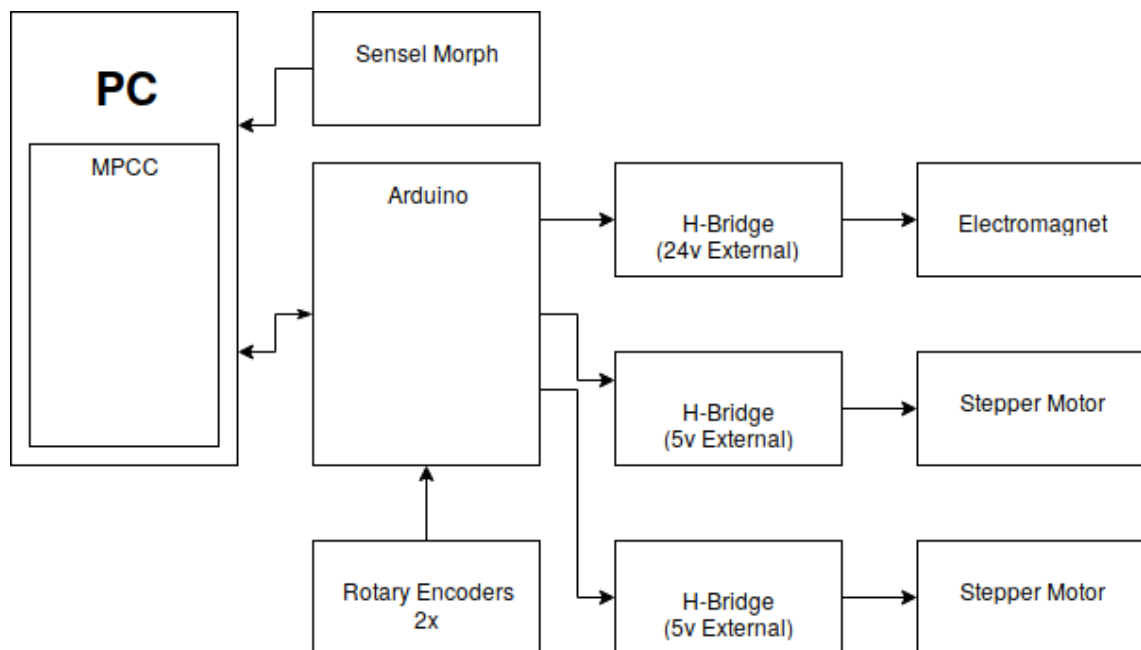 PC
MPCC
Sensel Morph
Arduino
Rotary Encoders
2x
H-Bridge
(24v External)
Electromagnet
H-Bridge
(5v External)
Stepper Motor
H-Bridge
(5v External)
Stepper Motor